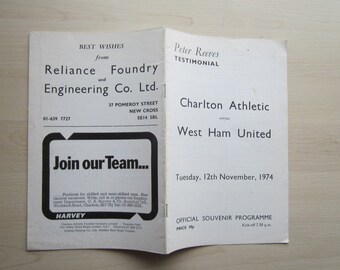 BEST WISHES
from
Reliance Foundry
and
Engineering Co. Ltd.
37 POMEROY STREET
NEW CROSS
01-639 7727 SE14 5BL
Join our Team...
HARVEY
Peter Reeves
TESTIMONIAL
Charlton Athletic
versus
West Ham United
Tuesday, 12th November, 1974
OFFICIAL SOUVENIR PROGRAMME
PRICE 10p Kick-off 7.30 p.m.